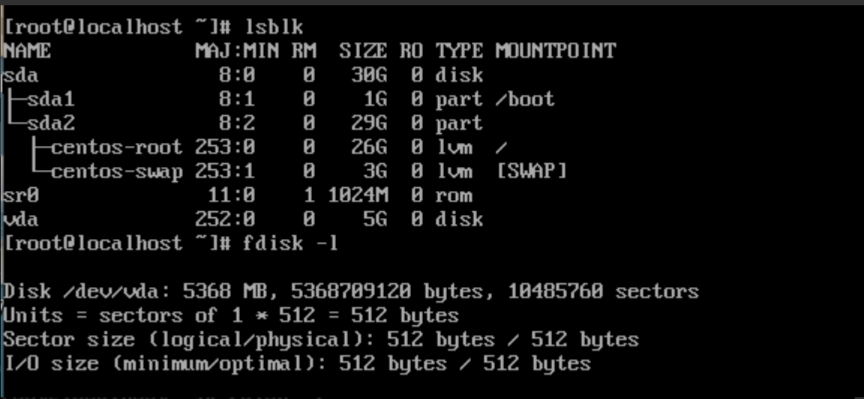 [root@localhost ~]# lsblk
NAME            MAJ:MIN RM  SIZE RO TYPE MOUNTPOINT
sda               8:0    0   30G  0 disk
├─sda1            8:1    0    1G  0 part /boot
└─sda2            8:2    0   29G  0 part
  ├─centos-root 253:0    0   26G  0 lvm  /
  └─centos-swap 253:1    0    3G  0 lvm  [SWAP]
sr0              11:0    1 1024M  0 rom
vda             252:0    0    5G  0 disk
[root@localhost ~]# fdisk -l

Disk /dev/vda: 5368 MB, 5368709120 bytes, 10485760 sectors
Units = sectors of 1 * 512 = 512 bytes
Sector size (logical/physical): 512 bytes / 512 bytes
I/O size (minimum/optimal): 512 bytes / 512 bytes